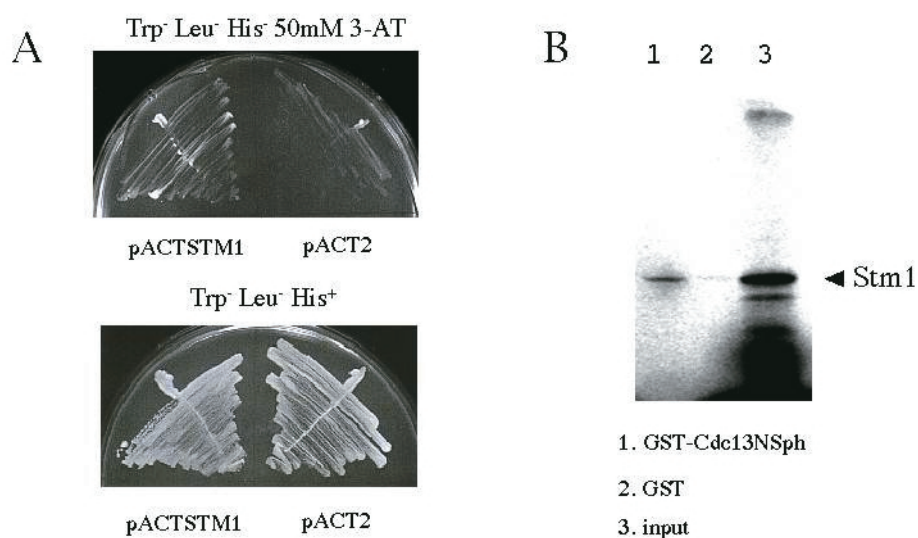 A
Trp⁻ Leu⁻ His⁻ 50mM 3-AT
pACTSTM1 pACT2
Trp⁻ Leu⁻ His⁺
pACTSTM1 pACT2
B
1 2 3
Stm1
1. GST-Cdc13NSph
2. GST
3. input